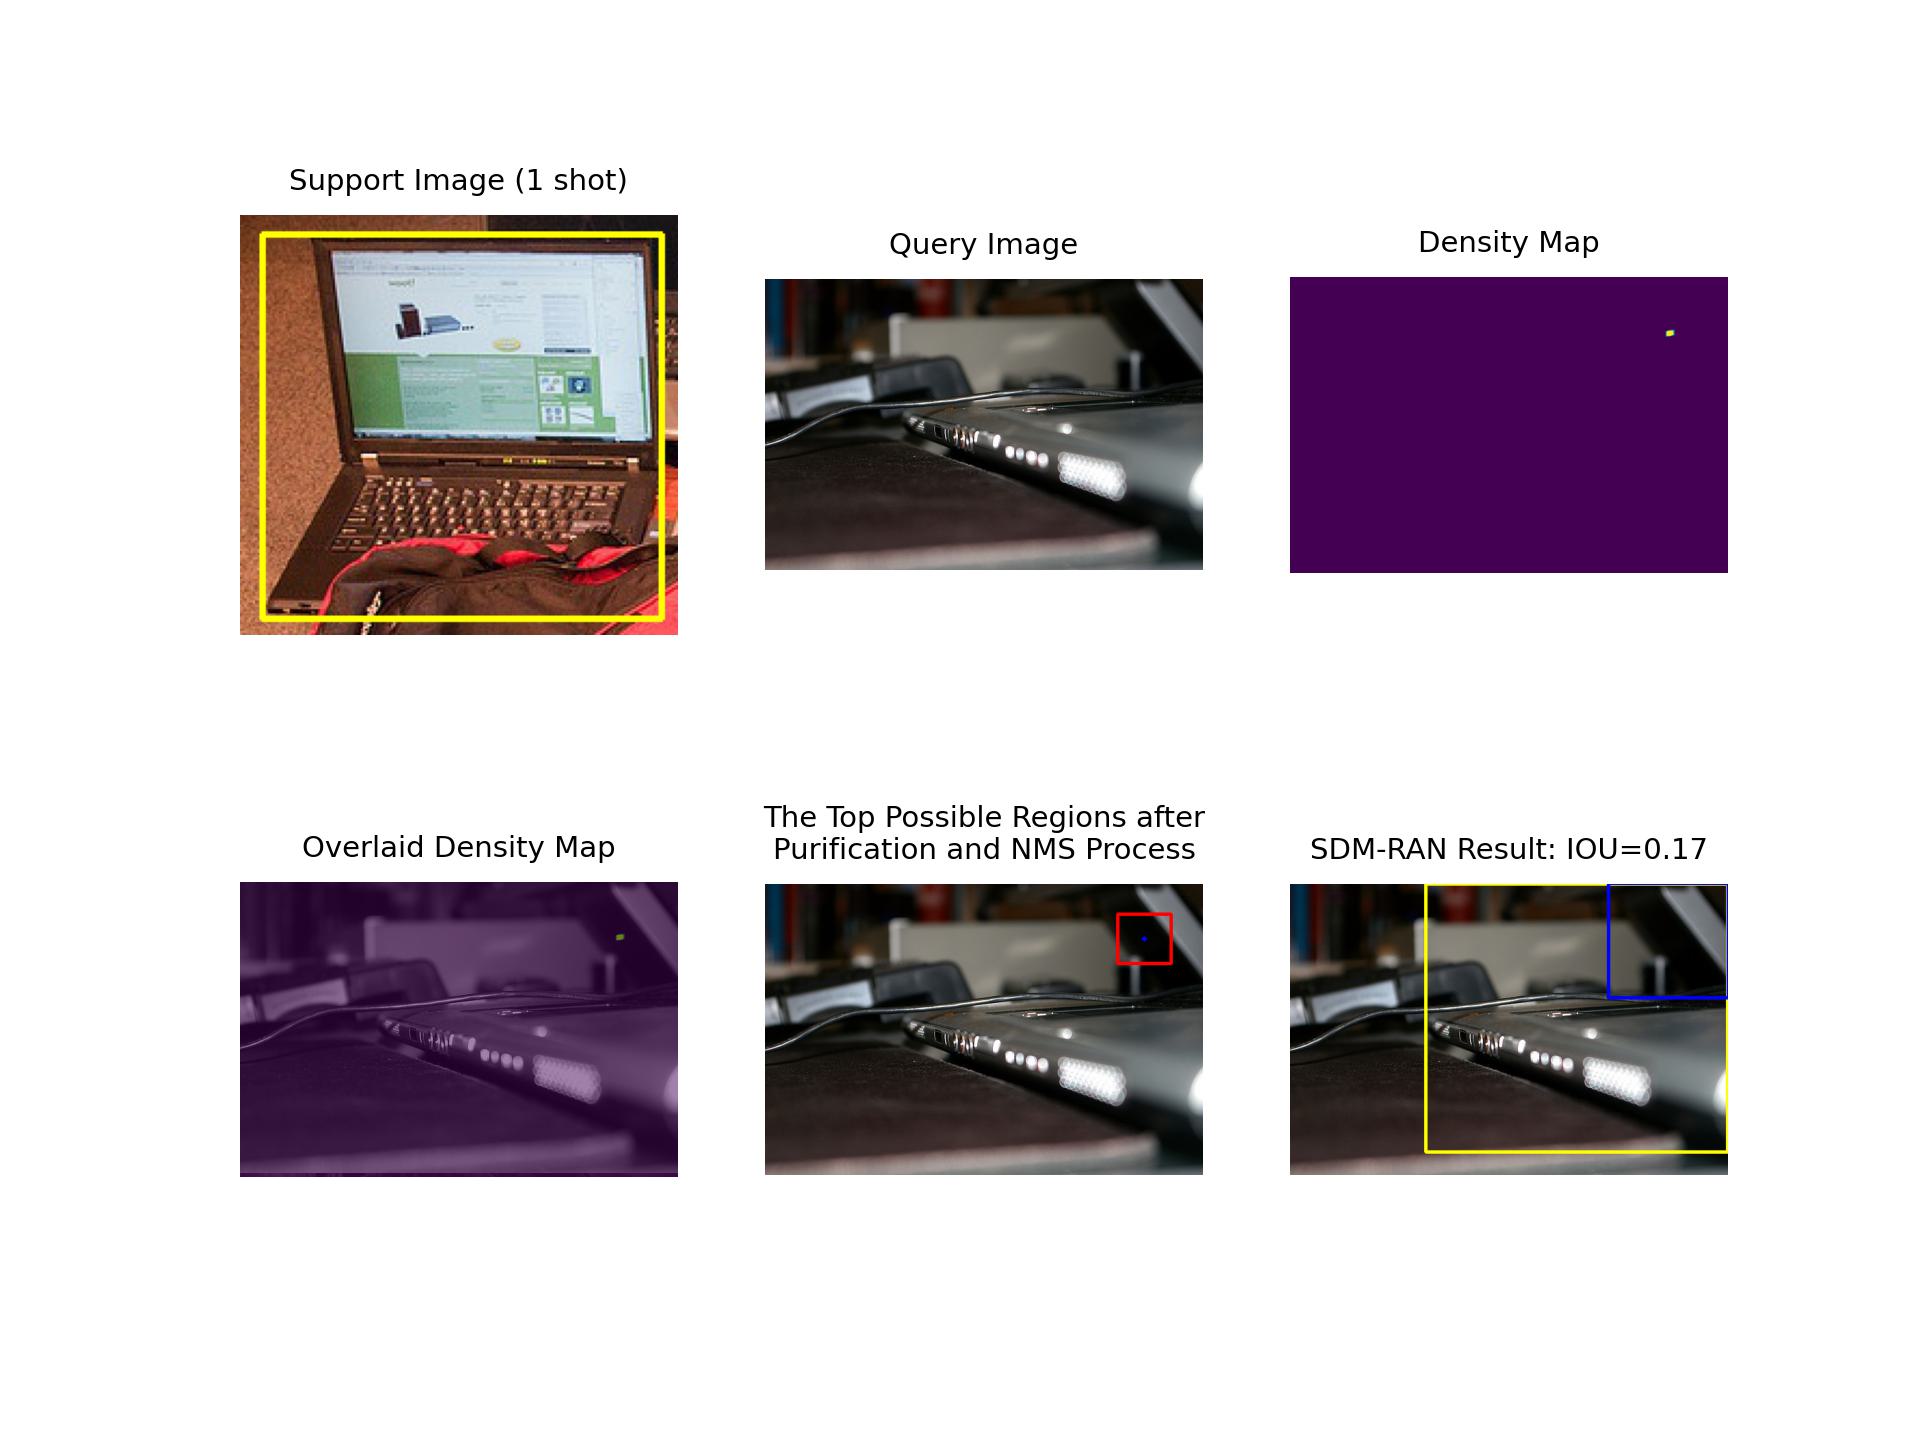 Support Image (1 shot)
Query Image
Density Map
woot!
Overlaid Density Map
The Top Possible Regions after
Purification and NMS Process
SDM-RAN Result: IOU=0.17